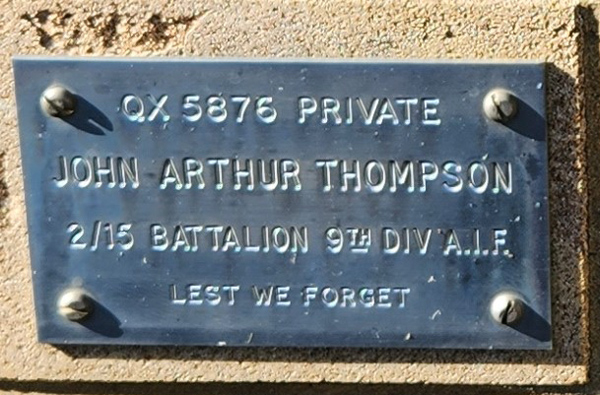 QX 5876 PRIVATE
JOHN ARTHUR THOMPSON
2/15 BATTALION 9TH DIV A.I.F.
LEST WE FORGET